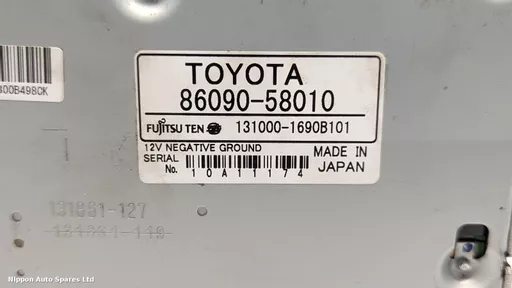 TOYOTA
86090-58010
FUJITSU TEN 131000-1690B101
12V NEGATIVE GROUND
SERIAL No. 10A11174
MADE IN JAPAN
131861-127
Nippon Auto Spares Ltd